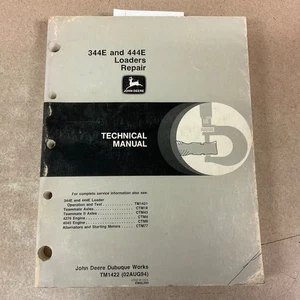 344E and 444E
Loaders
Repair
JOHN DEERE
TECHNICAL
MANUAL
For complete service information also see:
344E and 444E Loader
Operation and Test TM1421
Teammate Axles CTM18
Teammate II Axles CTM43
4276 Engine CTM4
4045 Engine CTM8
Alternators and Starting Motors CTM77
John Deere Dubuque Works
TM1422 (02AUG94)